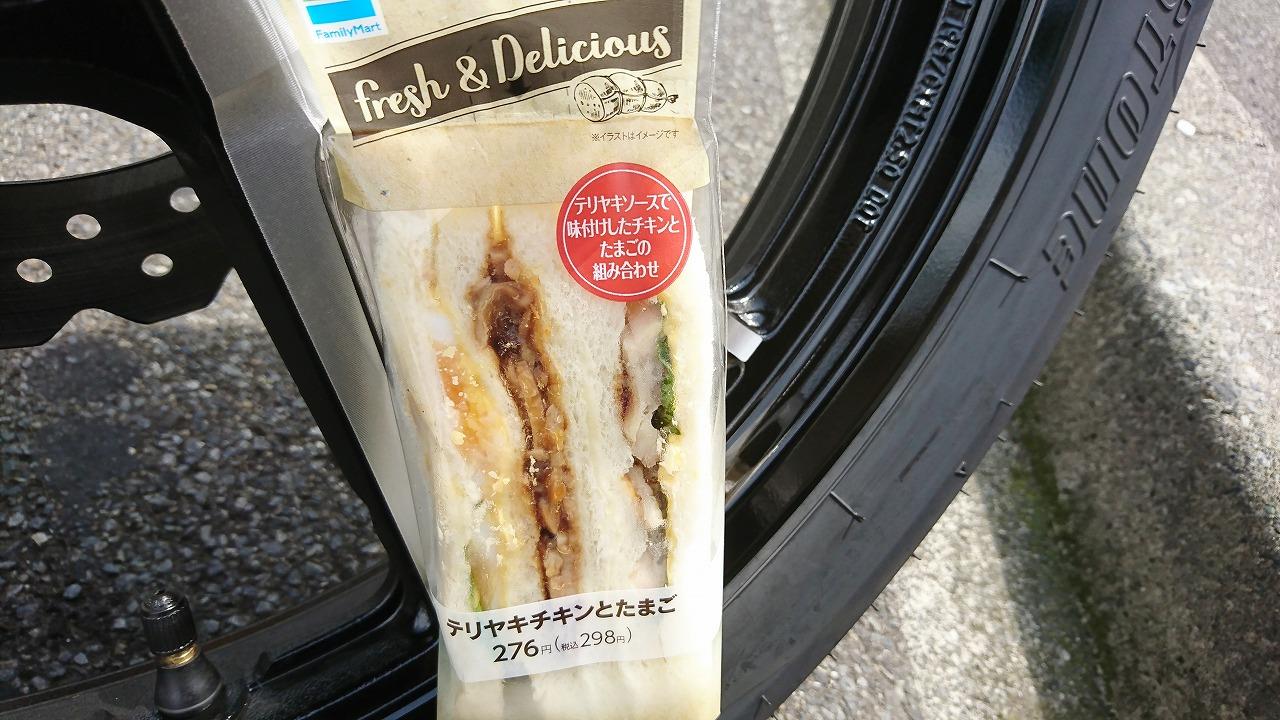 FamilyMart
fresh & Delicious
※イラストはイメージです
テリヤキソースで
味付けしたチキンと
たまごの
組み合わせ
テリヤキチキンとたまご
276円(税込298円)
DOT